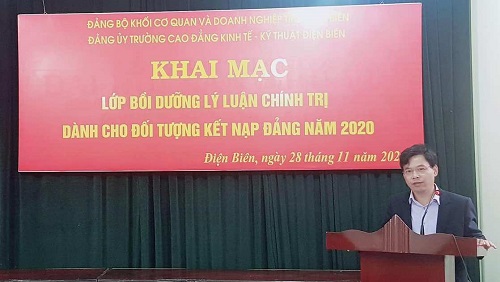 ĐẢNG BỘ KHỐI CƠ QUAN VÀ DOANH NGHIỆP BIÊN
ĐẢNG ỦY TRƯỜNG CAO ĐẲNG KINH TẾ - KỸ THUẬT ĐIỆN BIÊN
KHAI MẠC
LỚP BỒI DƯỠNG LÝ LUẬN CHÍNH TRỊ
DÀNH CHO ĐỐI TƯỢNG KẾT NẠP ĐẢNG NĂM 2020
Điện Biên, ngày 28 tháng 11 năm 202